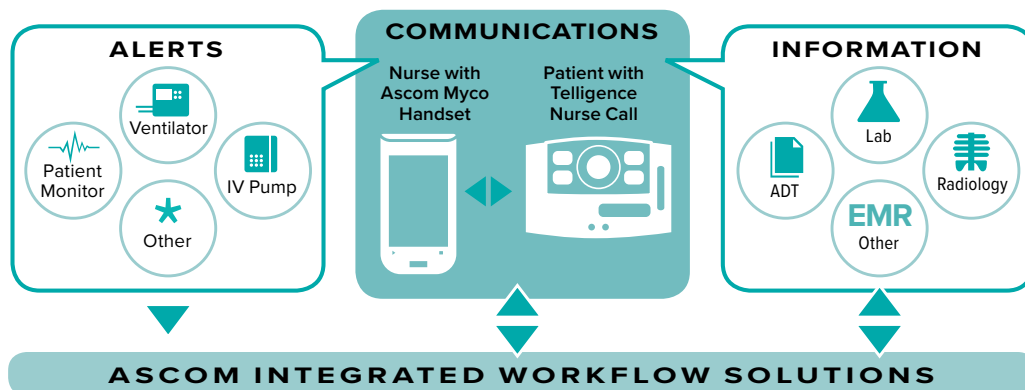 ALERTS
Ventilator
Patient
Monitor
IV Pump
Other
COMMUNICATIONS
Nurse with
Ascom Myco
Handset
Patient with
Telligence
Nurse Call
INFORMATION
Lab
ADT
Radiology
EMR
Other
ASCOM INTEGRATED WORKFLOW SOLUTIONS